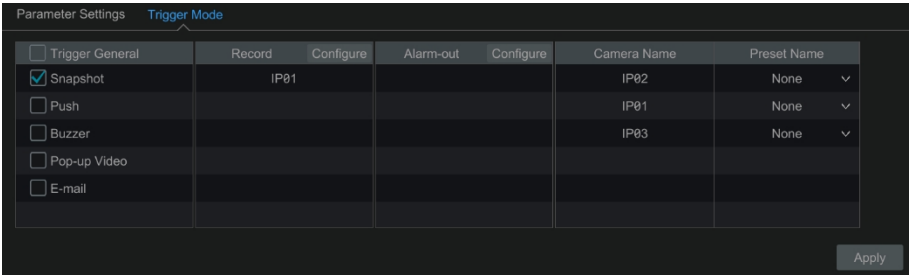 Parameter Settings Trigger Mode
Trigger General Record Configure Alarm-out Configure Camera Name Preset Name
Snapshot IP01 IP02 None
Push IP01 None
Buzzer IP03 None
Pop-up Video
E-mail
Apply